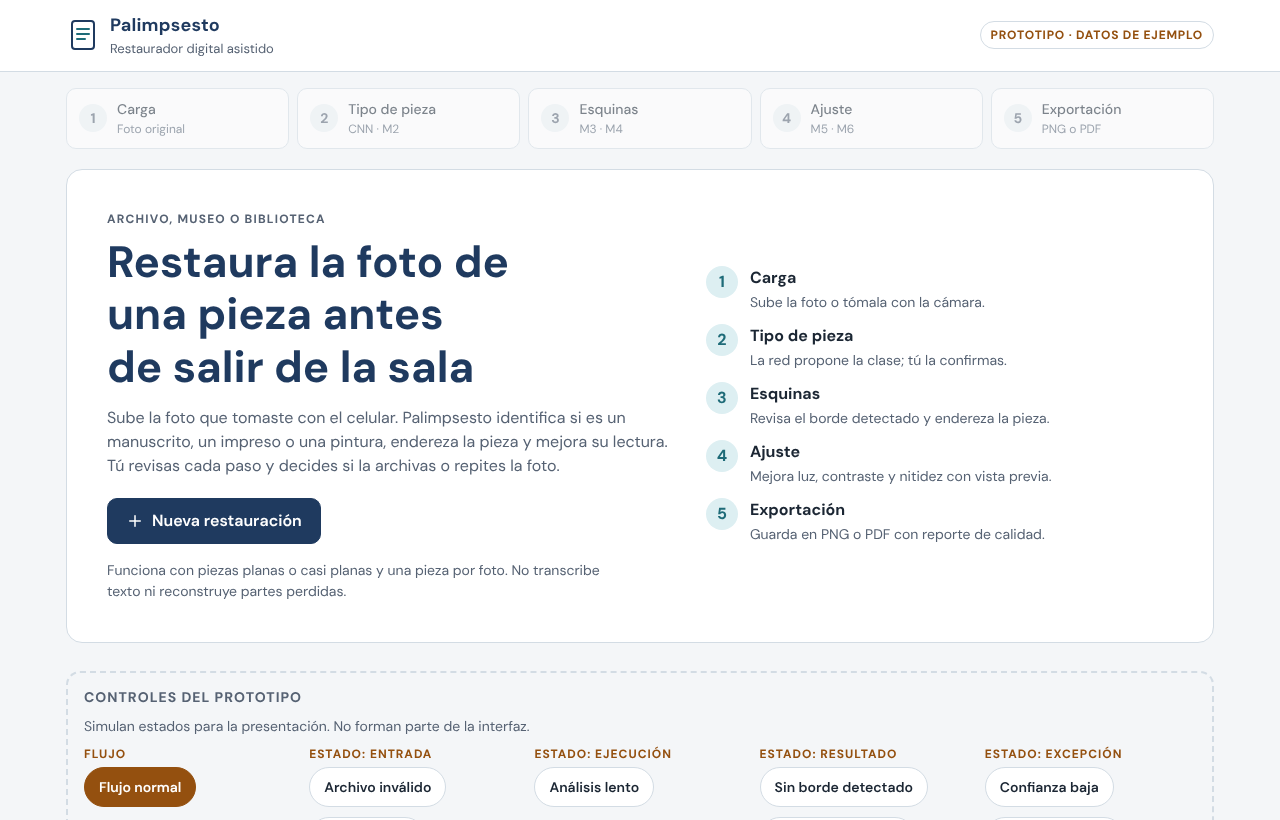 Palimpsesto
Restaurador digital asistido
PROTOTIPO · DATOS DE EJEMPLO
1 Carga
Foto original
2 Tipo de pieza
CNN · M2
3 Esquinas
M3 · M4
4 Ajuste
M5 · M6
5 Exportación
PNG o PDF
ARCHIVO, MUSEO O BIBLIOTECA
Restaura la foto de
una pieza antes
de salir de la sala
Sube la foto que tomaste con el celular. Palimpsesto identifica si es un
manuscrito, un impreso o una pintura, endereza la pieza y mejora su lectura.
Tú revisas cada paso y decides si la archivas o repites la foto.
+ Nueva restauración
Funciona con piezas planas o casi planas y una pieza por foto. No transcribe
texto ni reconstruye partes perdidas.
1 Carga
Sube la foto o tómala con la cámara.
2 Tipo de pieza
La red propone la clase; tú la confirmas.
3 Esquinas
Revisa el borde detectado y endereza la pieza.
4 Ajuste
Mejora luz, contraste y nitidez con vista previa.
5 Exportación
Guarda en PNG o PDF con reporte de calidad.
CONTROLES DEL PROTOTIPO
Simulan estados para la presentación. No forman parte de la interfaz.
FLUJO
Flujo normal
ESTADO: ENTRADA
Archivo inválido
ESTADO: EJECUCIÓN
Análisis lento
ESTADO: RESULTADO
Sin borde detectado
ESTADO: EXCEPCIÓN
Confianza baja